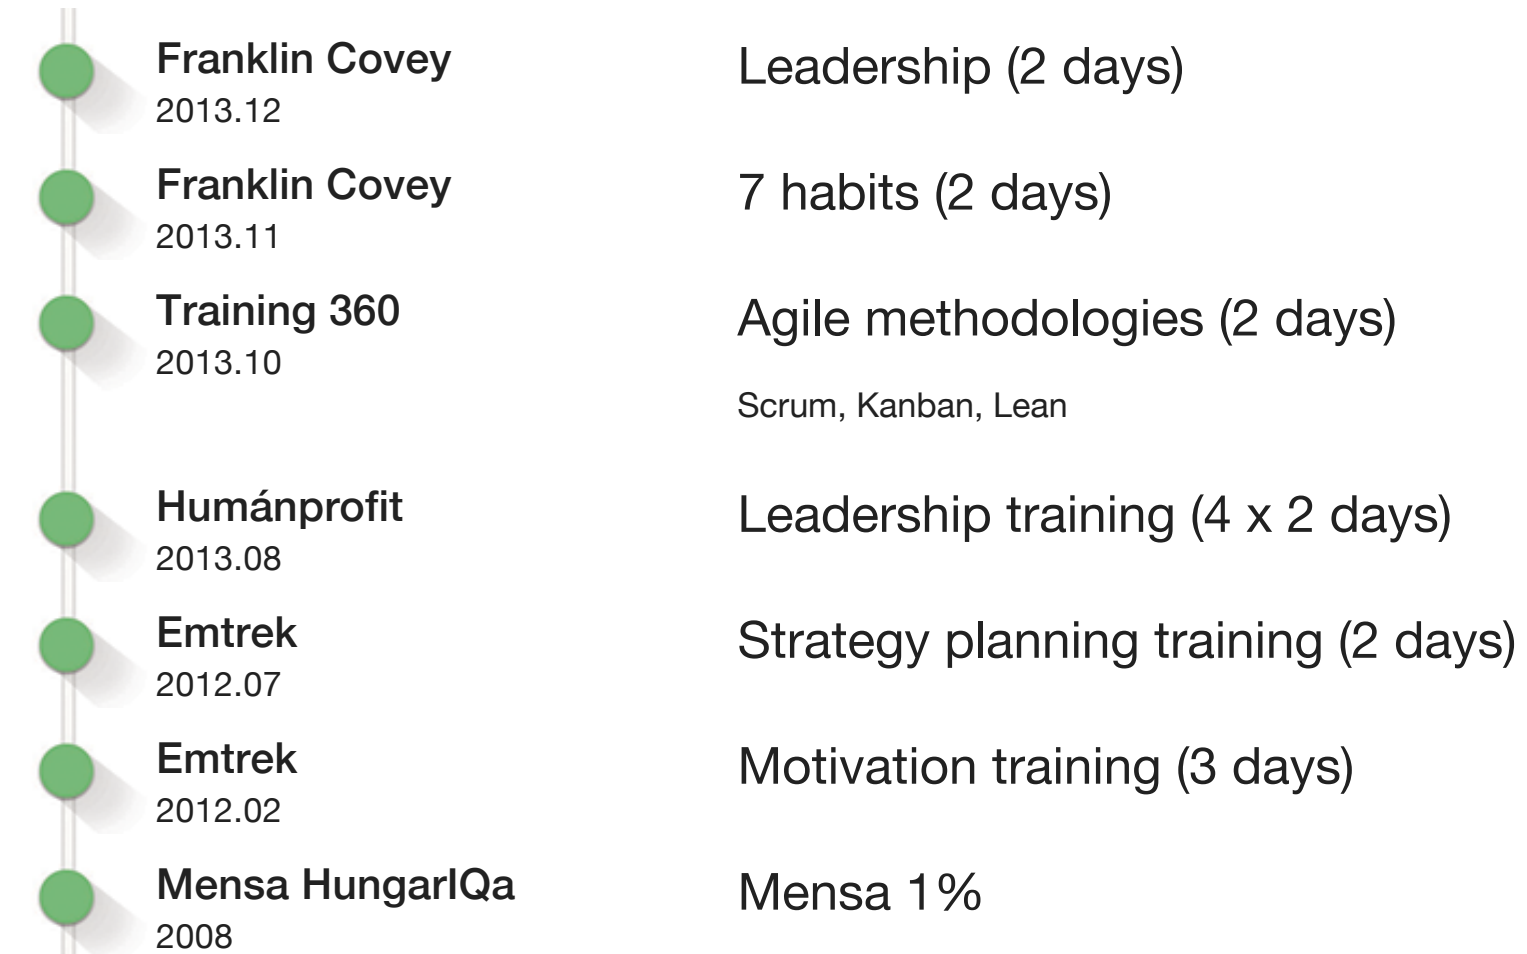 Franklin Covey
2013.12
Leadership (2 days)
Franklin Covey
2013.11
7 habits (2 days)
Training 360
2013.10
Agile methodologies (2 days)
Scrum, Kanban, Lean
Humánprofit
2013.08
Leadership training (4 x 2 days)
Emtrek
2012.07
Strategy planning training (2 days)
Emtrek
2012.02
Motivation training (3 days)
Mensa HungarIQa
2008
Mensa 1%